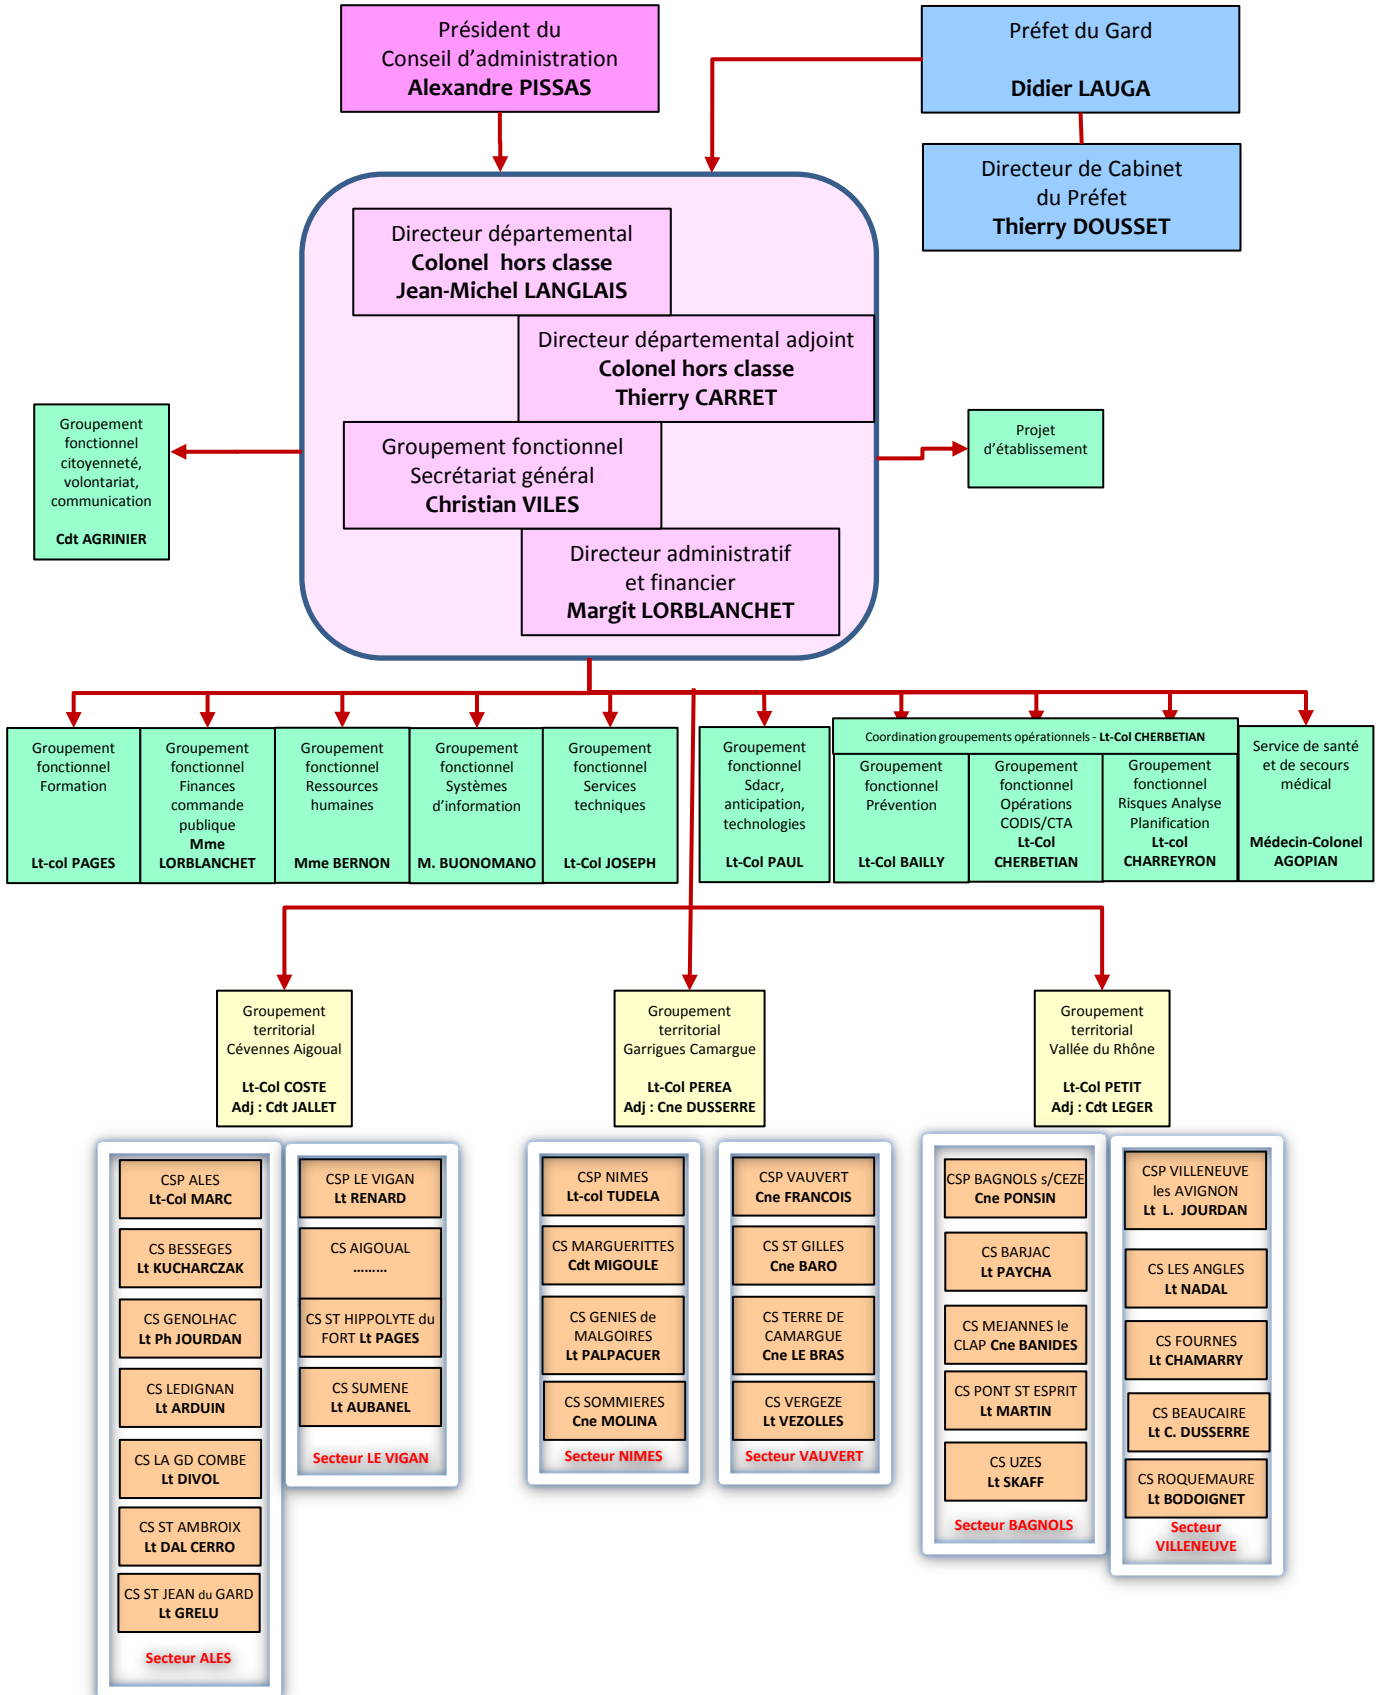 Président du
Conseil d'administration
Alexandre PISSAS
Préfet du Gard
Didier LAUGA
Directeur de Cabinet
du Préfet
Thierry DOUSSET
Directeur départemental
Colonel hors classe
Jean-Michel LANGLAIS
Directeur départemental adjoint
Colonel hors classe
Thierry CARRET
Groupement fonctionnel
Secrétariat général
Christian VILES
Directeur administratif
et financier
Margit LORBLANCHET
Groupement
fonctionnel
citoyenneté,
volontariat,
communication
Cdt AGRINIER
Projet
d'établissement
Groupement
fonctionnel
Formation
Lt-col PAGES
Groupement
fonctionnel
Finances
commande
publique
Mme
LORBLANCHET
Groupement
fonctionnel
Ressources
humaines
Mme BERNON
Groupement
fonctionnel
Systèmes
d'information
M. BUONOMANO
Groupement
fonctionnel
Services
techniques
Lt-Col JOSEPH
Groupement
fonctionnel
Sdacr,
anticipation,
technologies
Lt-Col PAUL
Coordination groupements opérationnels - Lt-Col CHERBETIAN
Groupement
fonctionnel
Prévention
Lt-Col BAILLY
Groupement
fonctionnel
Opérations
CODIS/CTA
Lt-Col
CHERBETIAN
Groupement
fonctionnel
Risques Analyse
Planification
Lt-col
CHARREYRON
Service de santé
et de secours
médical
Médecin-Colonel
AGOPIAN
Groupement
territorial
Cévennes Aigoual
Lt-Col COSTE
Adj : Cdt JALLET
Groupement
territorial
Garrigues Camargue
Lt-Col PEREA
Adj : Cne DUSSERRE
Groupement
territorial
Vallée du Rhône
Lt-Col PETIT
Adj : Cdt LEGER
CSP ALES
Lt-Col MARC
CS BESSEGES
Lt KUCHARCZAK
CS GENOLHAC
Lt Ph JOURDAN
CS LEDIGNAN
Lt ARDUIN
CS LA GD COMBE
Lt DIVOL
CS ST AMBROIX
Lt DAL CERRO
CS ST JEAN du GARD
Lt GRELU
Secteur ALES
CSP LE VIGAN
Lt RENARD
CS AIGOUAL
.........
CS ST HIPPOLYTE du
FORT Lt PAGES
CS SUMENE
Lt AUBANEL
Secteur LE VIGAN
CSP NIMES
Lt-col TUDELA
CS MARGUERITTES
Cdt MIGOULE
CS GENIES de
MALGOIRES
Lt PALPACUER
CS SOMMIERES
Cne MOLINA
Secteur NIMES
CSP VAUVERT
Cne FRANCOIS
CS ST GILLES
Cne BARO
CS TERRE DE
CAMARGUE
Cne LE BRAS
CS VERGEZE
Lt VEZOLLES
Secteur VAUVERT
CSP BAGNOLS s/CEZE
Cne PONSIN
CS BARJAC
Lt PAYCHA
CS MEJANNES le
CLAP Cne BANIDES
CS PONT ST ESPRIT
Lt MARTIN
CS UZES
Lt SKAFF
Secteur BAGNOLS
CSP VILLENEUVE
les AVIGNON
Lt L. JOURDAN
CS LES ANGLES
Lt NADAL
CS FOURNES
Lt CHAMARRY
CS BEAUCAIRE
Lt C. DUSSERRE
CS ROQUEMAURE
Lt BODOIGNET
Secteur
VILLENEUVE